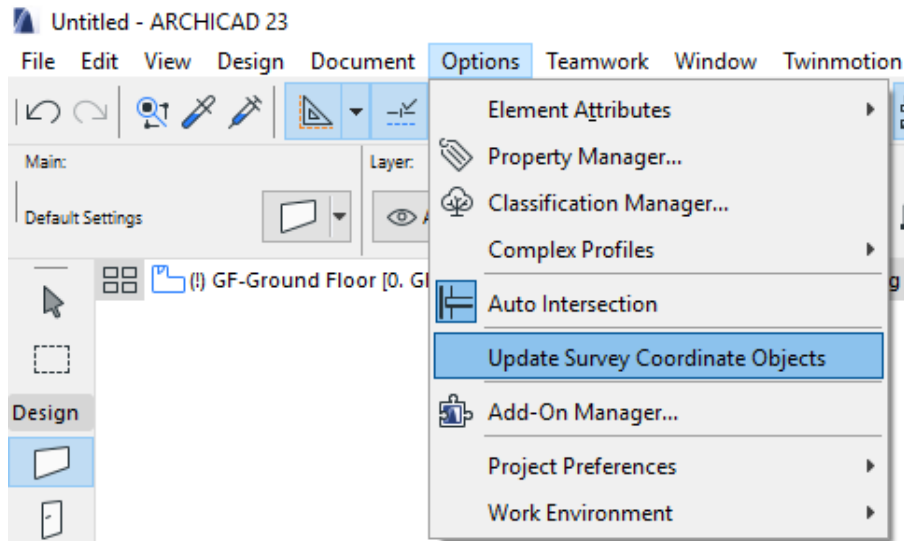 Untitled - ARCHICAD 23
File Edit View Design Document Options Teamwork Window Twinmotion
Element Attributes
Main:
Layer:
Property Manager...
Default Settings
Classification Manager...
Complex Profiles
(!) GF-Ground Floor [0. G
Auto Intersection
Update Survey Coordinate Objects
Design
Add-On Manager...
Project Preferences
Work Environment